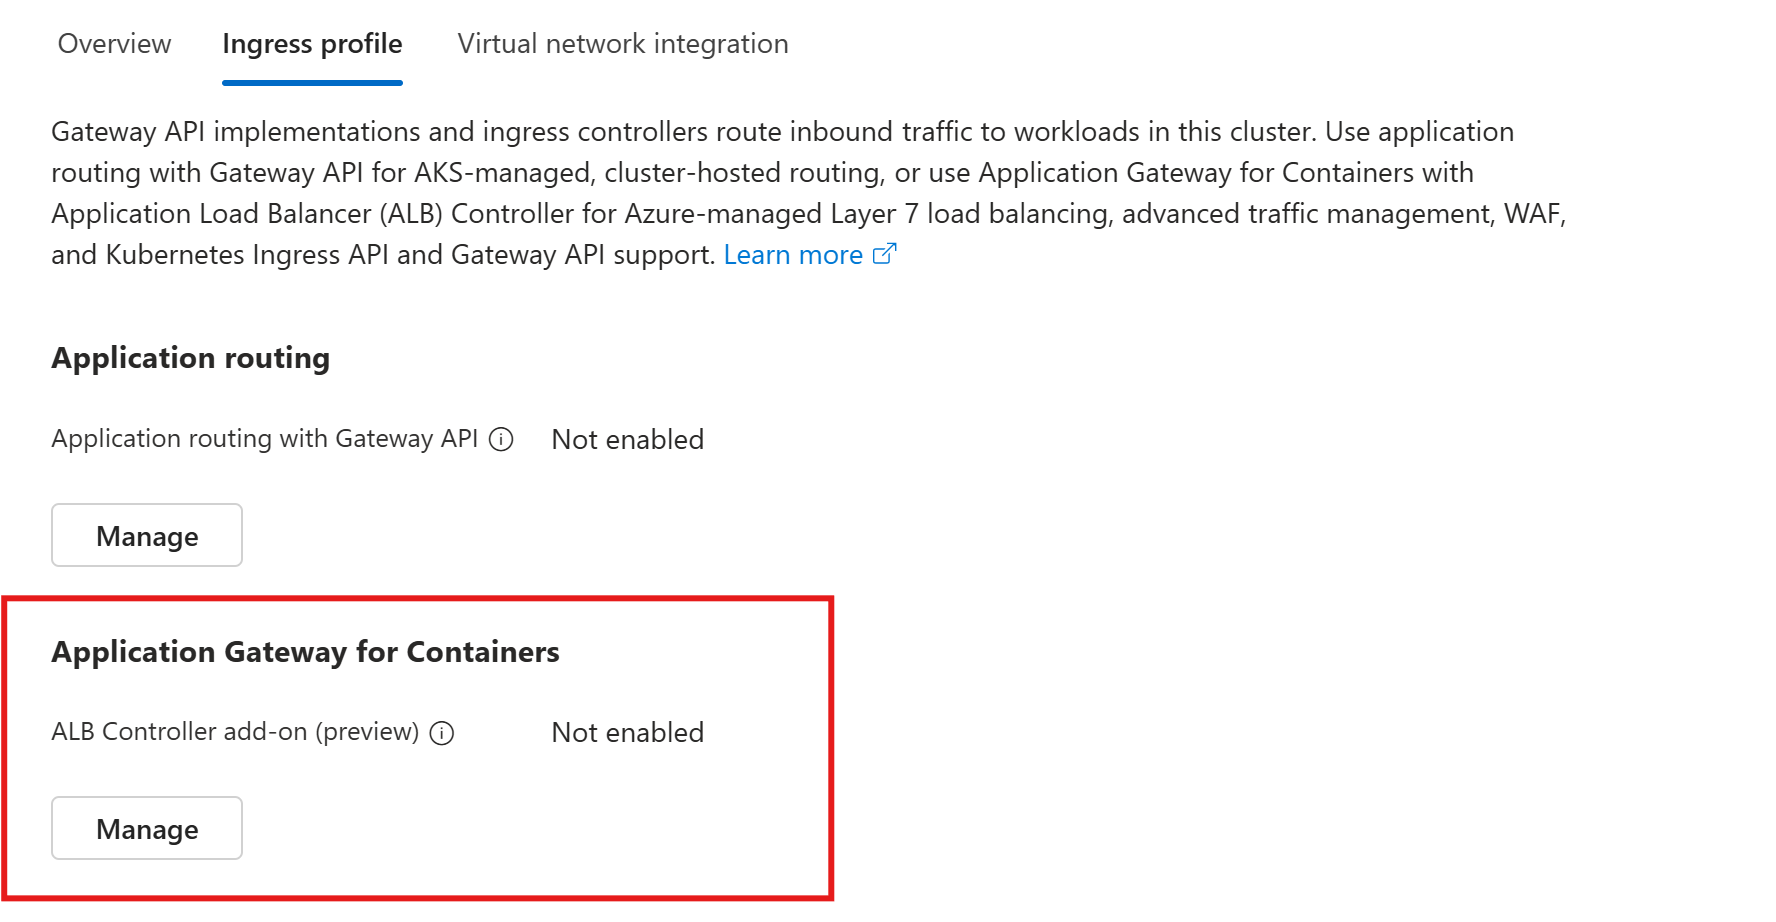 Overview Ingress profile Virtual network integration
Gateway API implementations and ingress controllers route inbound traffic to workloads in this cluster. Use application
routing with Gateway API for AKS-managed, cluster-hosted routing, or use Application Gateway for Containers with
Application Load Balancer (ALB) Controller for Azure-managed Layer 7 load balancing, advanced traffic management, WAF,
and Kubernetes Ingress API and Gateway API support. Learn more
Application routing
Application routing with Gateway API Not enabled
Manage
Application Gateway for Containers
ALB Controller add-on (preview) Not enabled
Manage